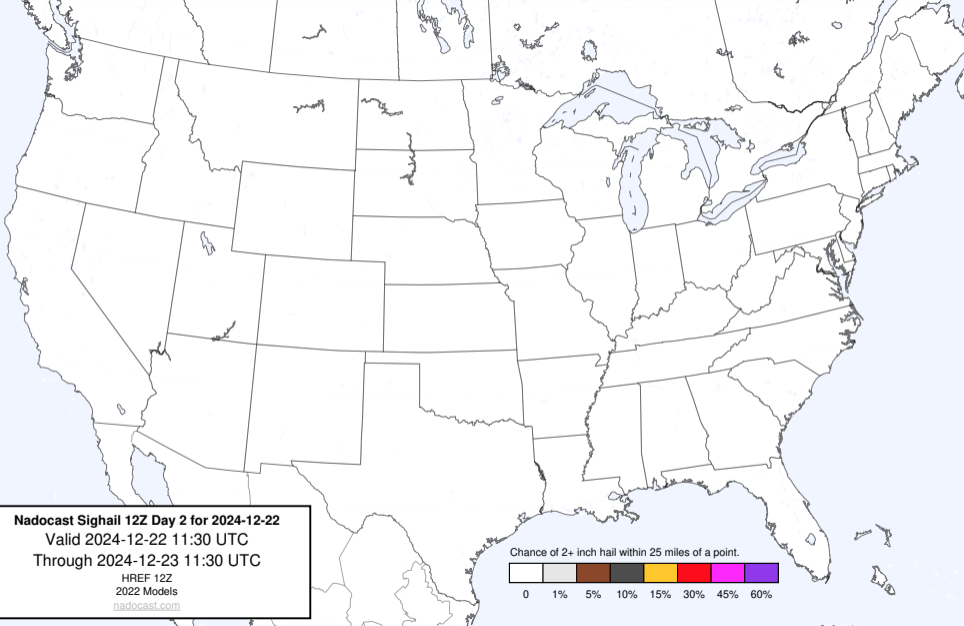 Nadocast Sighail 12Z Day 2 for 2024-12-22
Valid 2024-12-22 11:30 UTC
Through 2024-12-23 11:30 UTC
HREF 12Z
2022 Models
nadocast.com
Chance of 2+ inch hail within 25 miles of a point.
0 1% 5% 10% 15% 30% 45% 60%